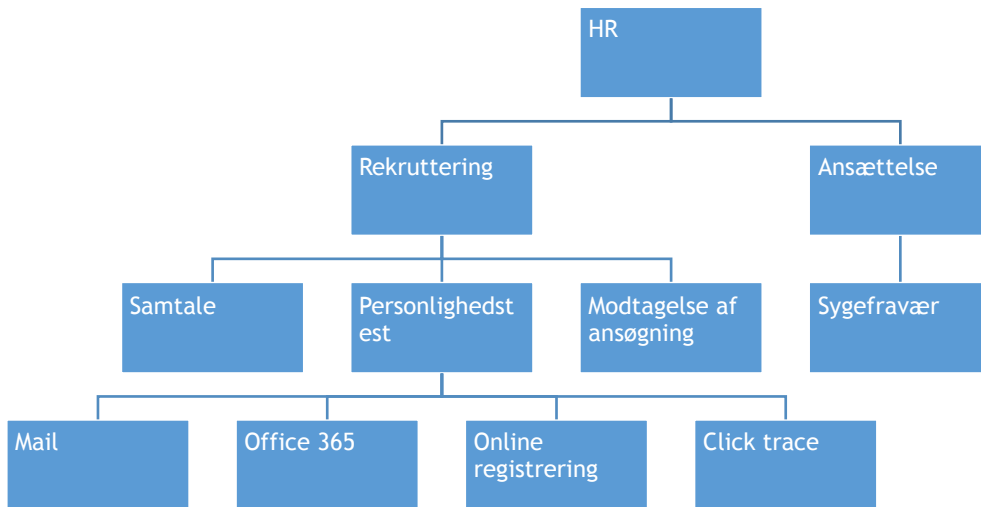 HR
Rekruttering
Ansættelse
Samtale
Personlighedst
est
Modtagelse af
ansøgning
Sygefravær
Mail
Office 365
Online
registrering
Click trace